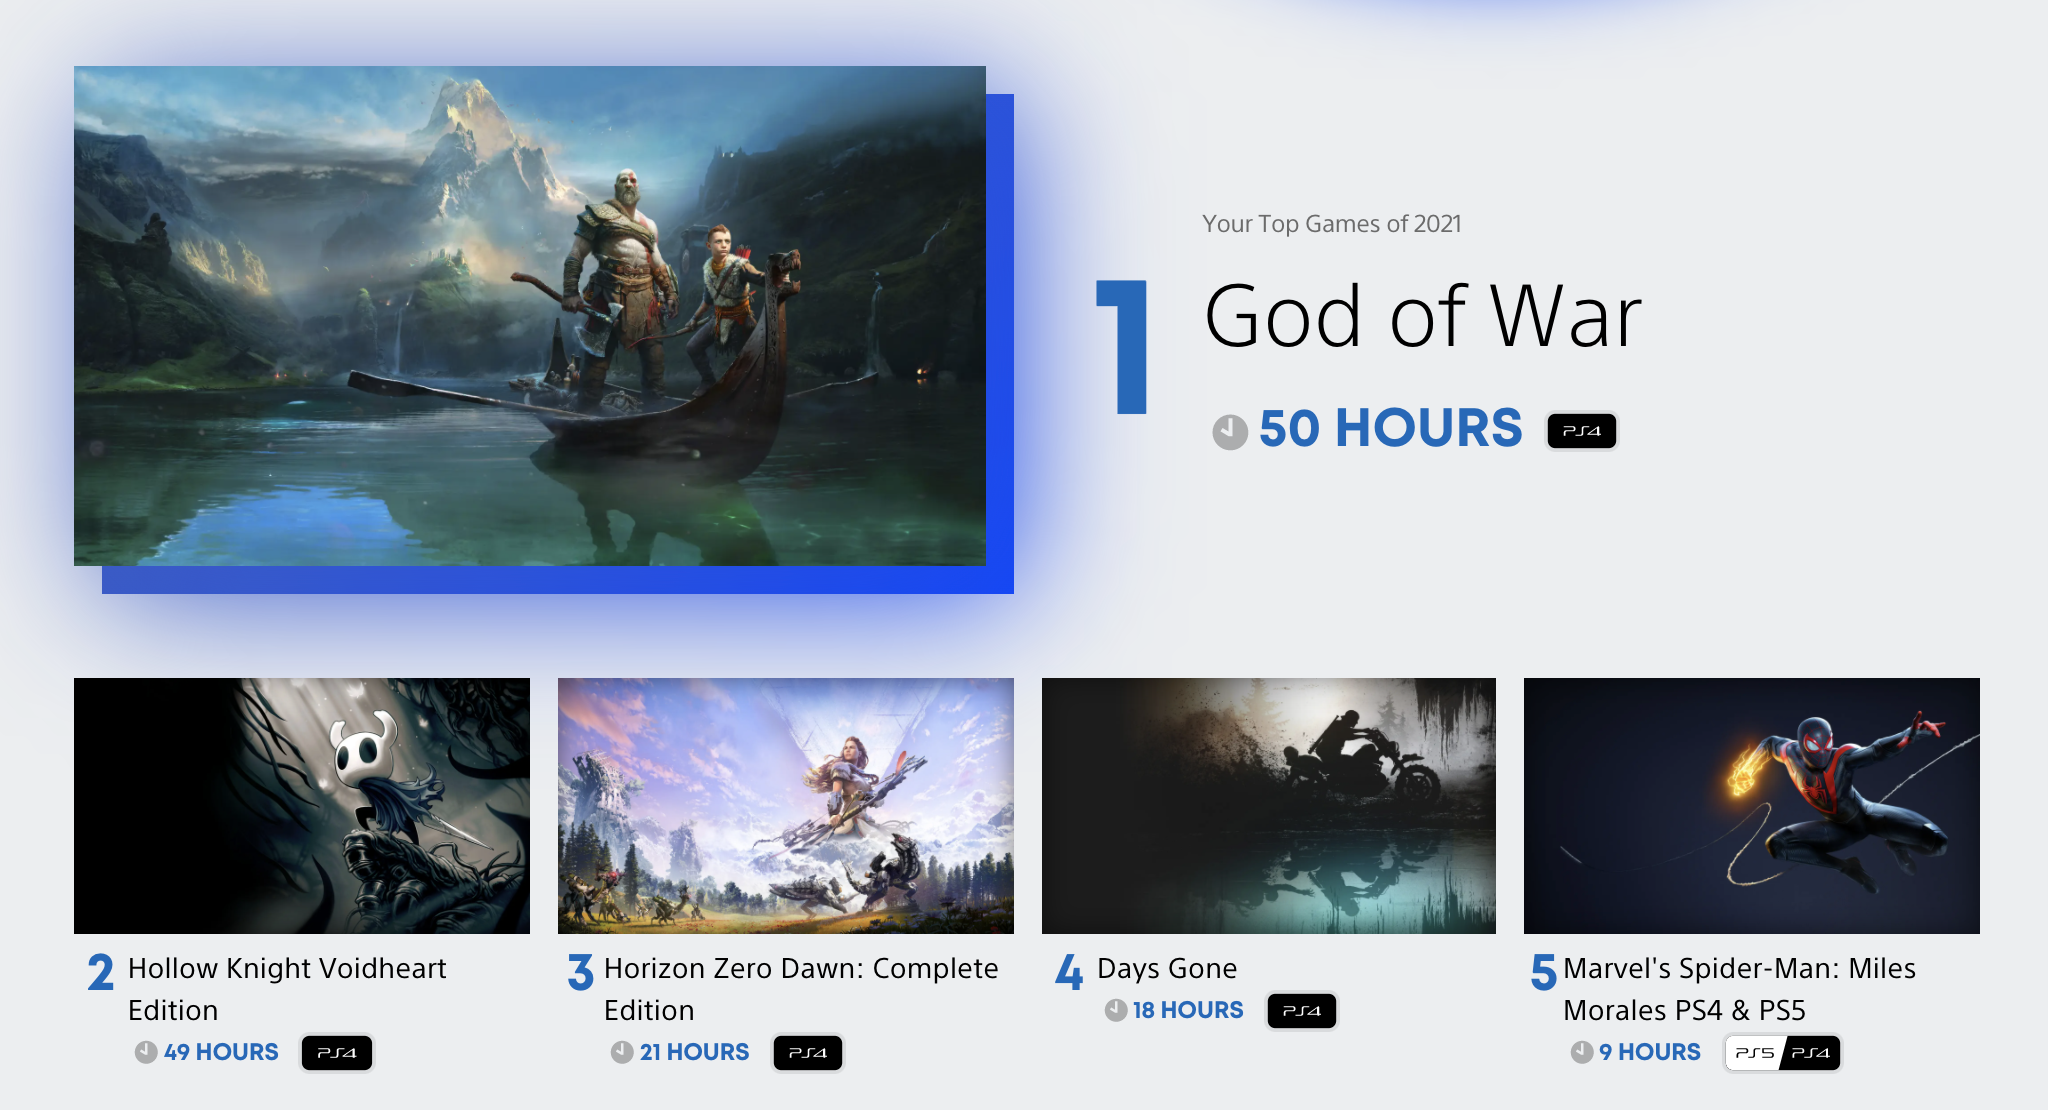 Your Top Games of 2021
1
God of War
50 HOURS PS4
2 Hollow Knight Voidheart
Edition
49 HOURS PS4
3 Horizon Zero Dawn: Complete
Edition
21 HOURS PS4
4 Days Gone
18 HOURS PS4
5 Marvel's Spider-Man: Miles
Morales PS4 & PS5
9 HOURS PS5 PS4